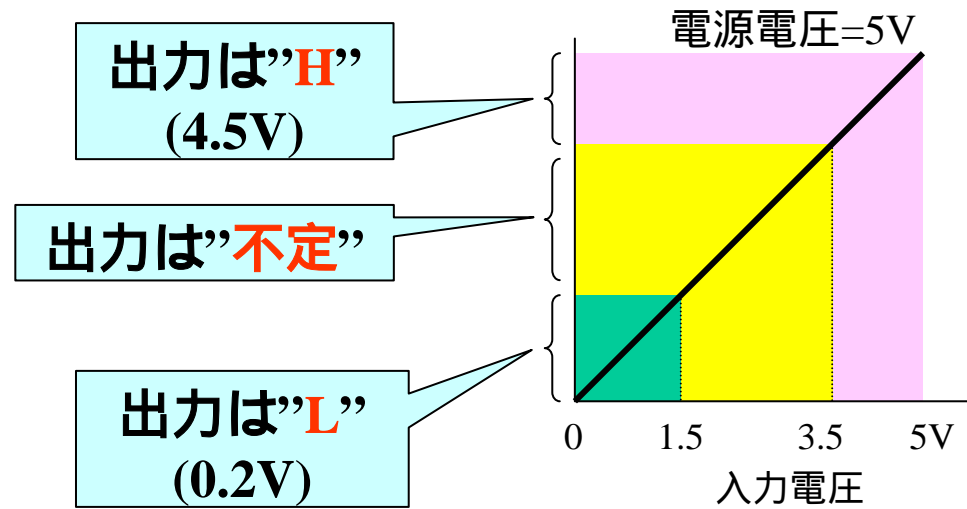 電源電圧=5V
出力は”H”
(4.5V)
出力は”不定”
出力は”L”
(0.2V)
0 1.5 3.5 5V
入力電圧